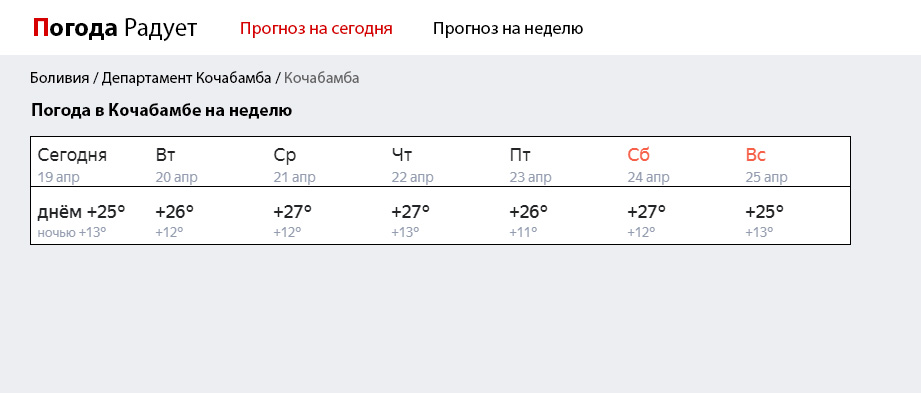 Погода Радует Прогноз на сегодня Прогноз на неделю
Боливия / Департамент Кочабамба / Кочабамба
Погода в Кочабамбе на неделю
Сегодня Вт Ср Чт Пт Сб Вс
19 апр 20 апр 21 апр 22 апр 23 апр 24 апр 25 апр
днём +25° +26° +27° +27° +26° +27° +25°
ночью +13° +12° +12° +13° +11° +12° +13°